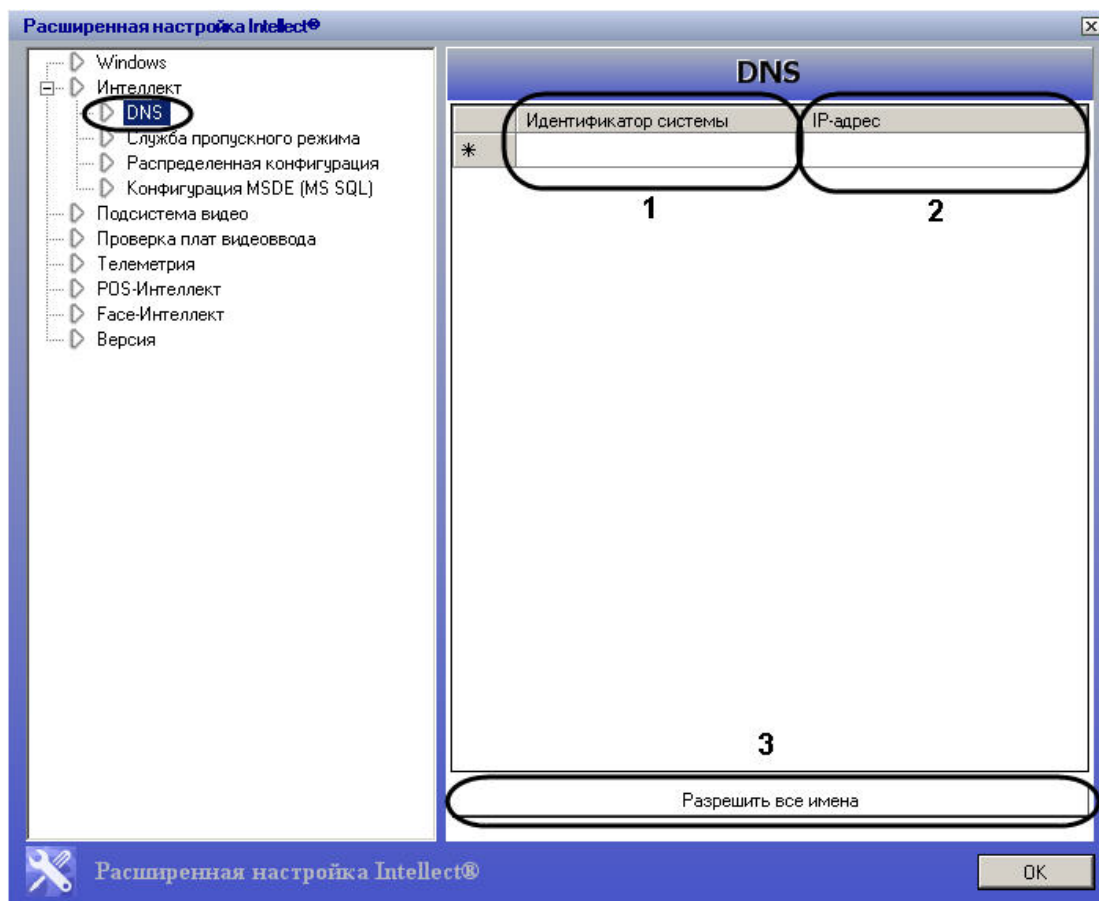 Расширенная настройка Intellect®
Windows
Интеллект
DNS
Служба пропускного режима
Распределенная конфигурация
Конфигурация MSDE (MS SQL)
Подсистема видео
Проверка плат видеоввода
Телеметрия
POS-Интеллект
Face-Интеллект
Версия
DNS
Идентификатор системы IP-адрес
*
1 2
3
Разрешить все имена
Расширенная настройка Intellect®
OK